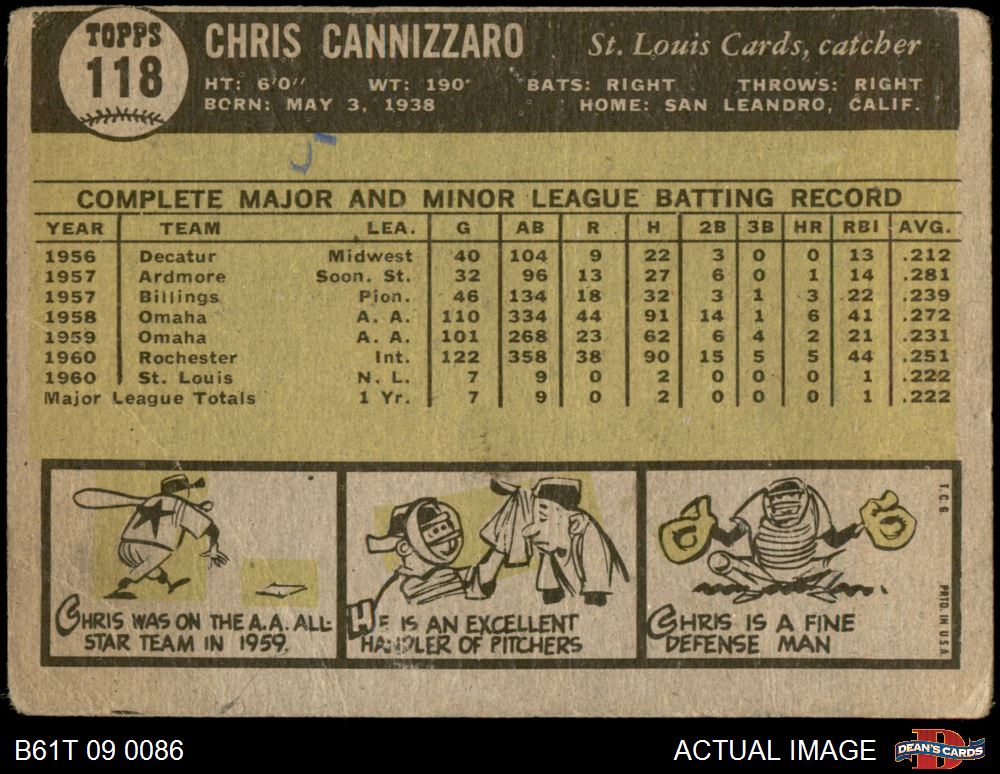 TOPPS
118
CHRIS CANNIZZARO St. Louis Cards, catcher
HT: 6'0" WT: 190 BATS: RIGHT THROWS: RIGHT
BORN: MAY 3, 1938 HOME: SAN LEANDRO, CALIF.
COMPLETE MAJOR AND MINOR LEAGUE BATTING RECORD
YEAR TEAM LEA. G AB R H 2B 3B HR RBI AVG.
1956 Decatur Midwest 40 104 9 22 3 0 0 13 .212
1957 Ardmore Soon. St. 32 96 13 27 6 0 1 14 .281
1957 Billings Pion. 46 134 18 32 3 1 3 22 .239
1958 Omaha A. A. 110 334 44 91 14 1 6 41 .272
1959 Omaha A. A. 101 268 23 62 6 4 2 21 .231
1960 Rochester Int. 122 358 38 90 15 5 5 44 .251
1960 St. Louis N. L. 7 9 0 2 0 0 0 1 .222
Major League Totals 1 Yr. 7 9 0 2 0 0 0 1 .222
CHRIS WAS ON THE A.A. ALL-
STAR TEAM IN 1959.
HE IS AN EXCELLENT
HANDLER OF PITCHERS
CHRIS IS A FINE
DEFENSE MAN
T.C.G.
PRTD. IN U.S.A.
B61T 09 0086 ACTUAL IMAGE DEAN'S CARDS